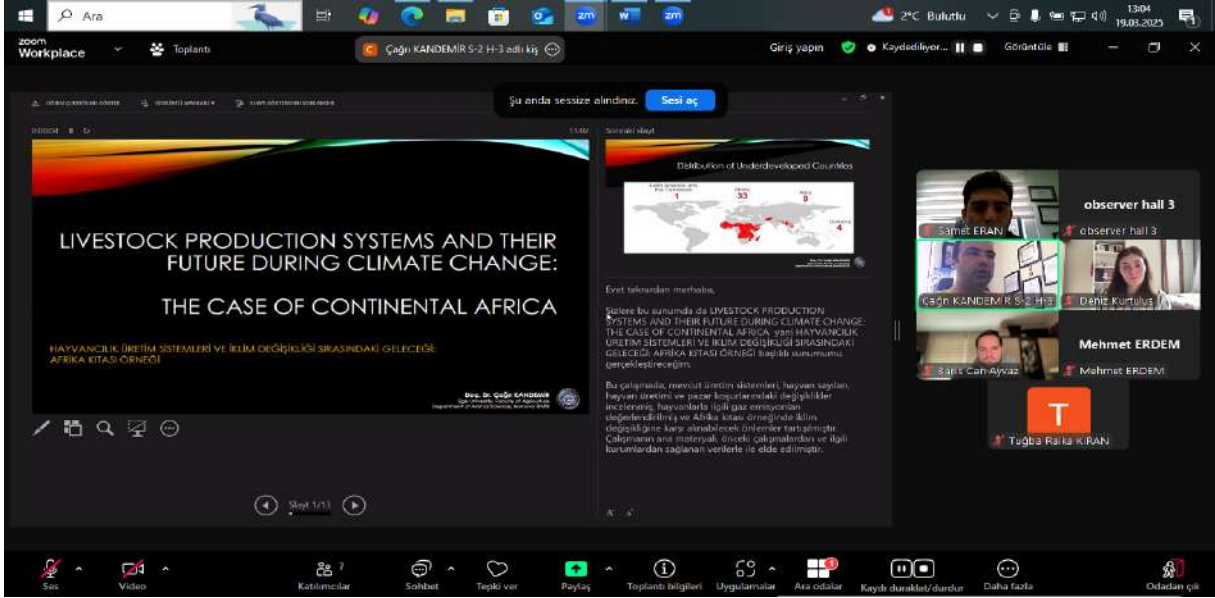 Ara
2°C Bulutlu
13:04
19.03.2025
zoom
Workplace
Toplantı
Çağrı KANDEMİR S-2 H-3 adlı kiş
Giriş yapın
Kaydediliyor...
Görüntüle
Şu anda sessize alındınız.
Sesi aç
Sonraki slayt
LIVESTOCK PRODUCTION SYSTEMS AND THEIR
FUTURE DURING CLIMATE CHANGE:
THE CASE OF CONTINENTAL AFRICA
HAYVANCILIK ÜRETİM SİSTEMLERİ VE İKLİM DEĞİŞİKLİĞİ SIRASINDAKİ GELECEĞİ:
AFRİKA KITASI ÖRNEĞİ
Doç. Dr. Çağrı KANDEMİR
Slayt 1/13
Distribution of Underdeveloped Countries
1
33
9
4
Evet tekrardan merhaba,
Sizlere bu sunumda da LIVESTOCK PRODUCTION
SYSTEMS AND THEIR FUTURE DURING CLIMATE CHANGE:
THE CASE OF CONTINENTAL AFRICA yani HAYVANCILIK
ÜRETİM SİSTEMLERİ VE İKLİM DEĞİŞİKLİĞİ SIRASINDAKİ
GELECEĞİ: AFRİKA KITASI ÖRNEĞİ başlıklı sunumumu
gerçekleştireceğim.
Bu çalışmada, mevcut üretim sistemleri, hayvan sayıları,
hayvan üretimi ve pazar koşullarındaki değişiklikler
incelenmiş, hayvanlarla ilgili gaz emisyonları
değerlendirilmiş ve Afrika kıtası örneğinde iklim
değişikliğine karşı alınabilecek önlemler tartışılmıştır.
Çalışmanın ana materyali, önceki çalışmalardan ve ilgili
kurumlardan sağlanan verilerle ile elde edilmiştir.
Samet ERAN
observer hall 3
observer hall 3
Çağrı KANDEMİR S-2 H-3
Deniz Kurtuluş
Barış Can Ayvaz
Mehmet ERDEM
Mehmet ERDEM
T
Tuğba Raika KIRAN
Ses
Video
7
Katılımcılar
Sohbet
Tepki ver
Paylaş
Toplantı bilgileri
Uygulamalar
Ara odalar
Kaydı duraklat/durdur
Daha fazla
Odadan çık